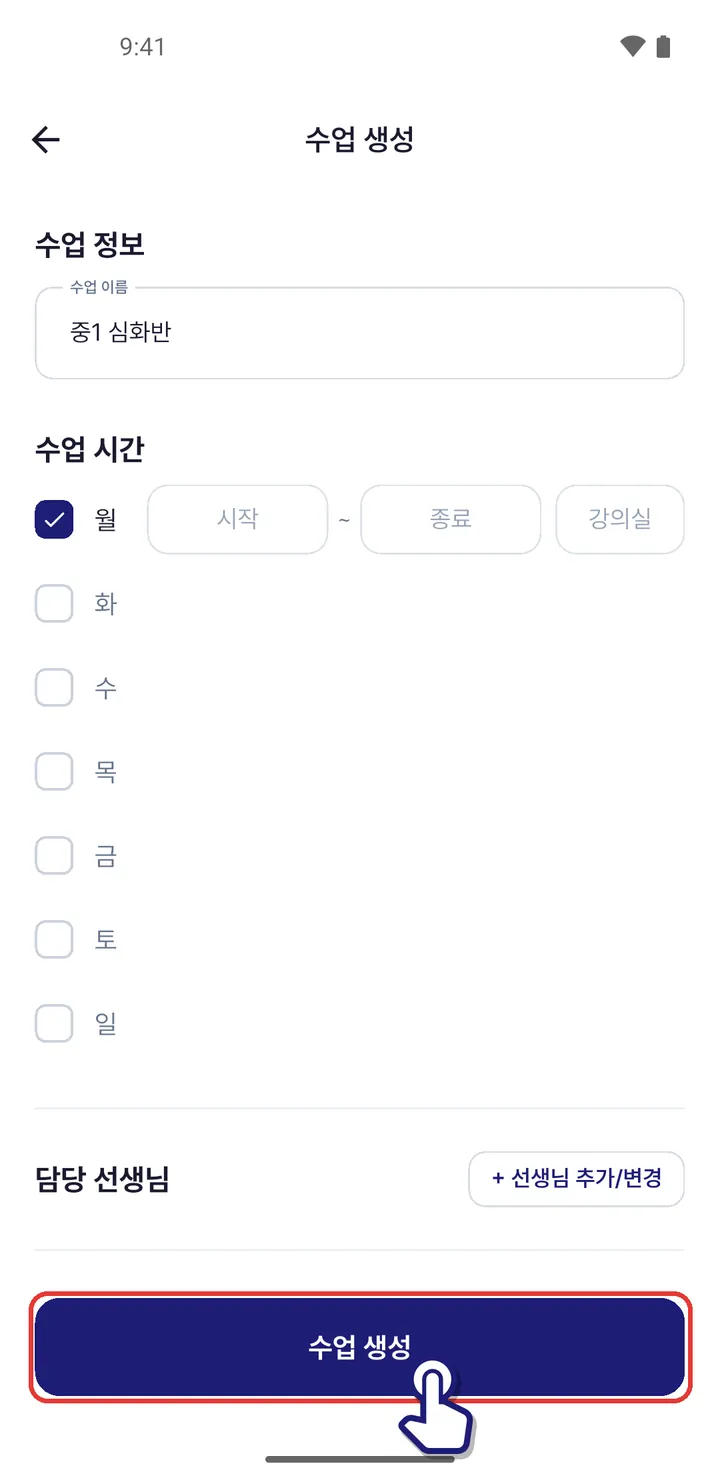 9:41
수업 생성
수업 정보
수업 이름
중1 심화반
수업 시간
월 시작 ~ 종료 강의실
화
수
목
금
토
일
담당 선생님 + 선생님 추가/변경
수업 생성